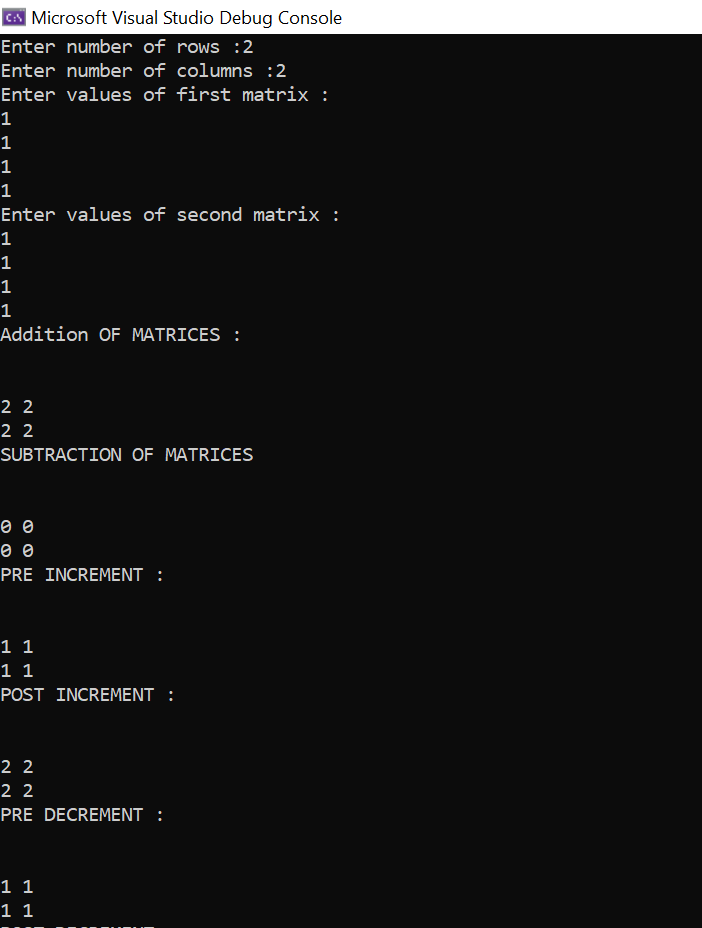 Microsoft Visual Studio Debug Console
Enter number of rows :2
Enter number of columns :2
Enter values of first matrix :
1
1
1
1
Enter values of second matrix :
1
1
1
1
Addition OF MATRICES :
2 2
2 2
SUBTRACTION OF MATRICES
0 0
0 0
PRE INCREMENT :
1 1
1 1
POST INCREMENT :
2 2
2 2
PRE DECREMENT :
1 1
1 1